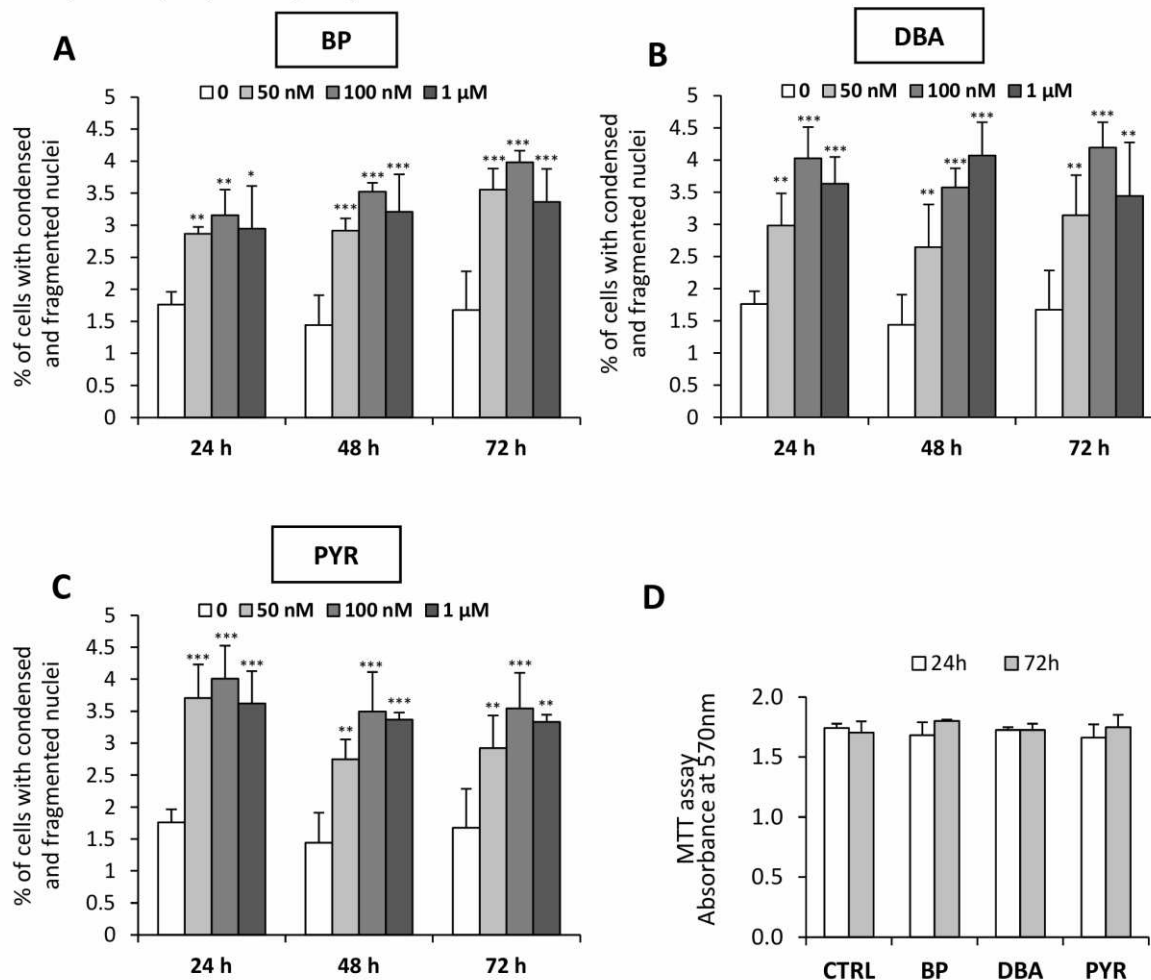 A
BP
0 50 nM 100 nM 1 µM
% of cells with condensed
and fragmented nuclei
5
4.5
4
3.5
3
2.5
2
1.5
1
0.5
0
** ** *
*** *** ***
*** *** ***
24 h 48 h 72 h
B
DBA
0 50 nM 100 nM 1 µM
% of cells with condensed
and fragmented nuclei
5
4.5
4
3.5
3
2.5
2
1.5
1
0.5
0
** *** ***
** *** ***
** *** **
24 h 48 h 72 h
C
PYR
0 50 nM 100 nM 1 µM
% of cells with condensed
and fragmented nuclei
5
4.5
4
3.5
3
2.5
2
1.5
1
0.5
0
*** *** ***
** *** ***
** *** **
24 h 48 h 72 h
D
24h 72h
MTT assay
Absorbance at 570nm
2.0
1.5
1.0
0.5
0.0
CTRL BP DBA PYR